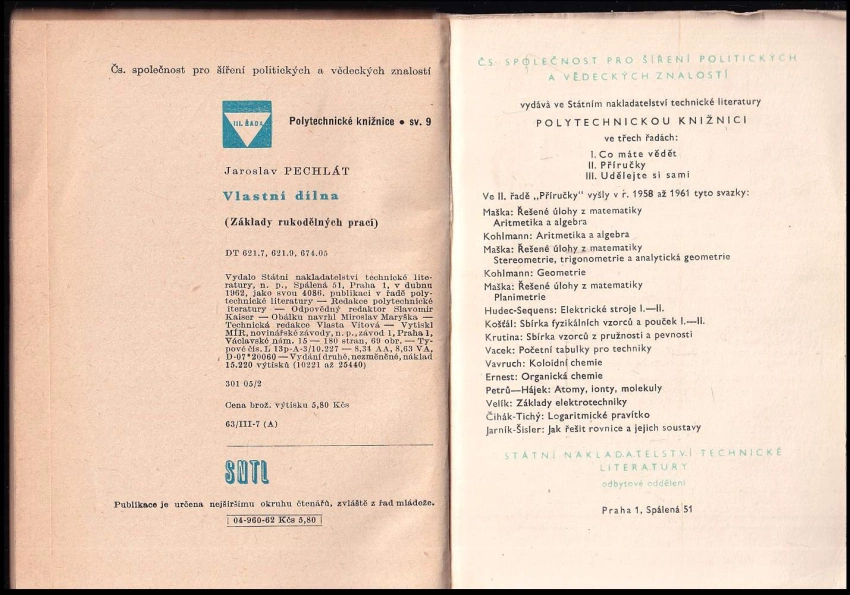 Čs. společnost pro šíření politických a vědeckých znalostí
III. ŘADA
Polytechnické knižnice • sv. 9
Jaroslav PECHLÁT
Vlastní dílna
(Základy rukodělných prací)
DT 621.7, 621.9, 674.05
Vydalo Státní nakladatelství technické lite-
ratury, n. p., Spálená 51, Praha 1, v dubnu
1962, jako svou 4086. publikaci v řadě poly-
technické literatury — Redakce polytechnické
literatury — Odpovědný redaktor Slavomír
Kaiser — Obálku navrhl Miroslav Maryška —
Technická redakce Vlasta Vítová — Vytiskl
MÍR, novinářské závody, n. p., závod 1, Praha 1,
Václavské nám. 15 — 180 stran, 69 obr. — Ty-
pové čís. L 13p-A-3/10.227 — 8,34 AA, 8,63 VA,
D-07*20060 — Vydání druhé, nezměněné, náklad
15.220 výtisků (10221 až 25440)
301 05/2
Cena brož. výtisku 5,80 Kčs
63/III-7 (A)
SNTL
Publikace je určena nejširšímu okruhu čtenářů, zvláště z řad mládeže.
04-960-62 Kčs 5,80
ČS. SPOLEČNOST PRO ŠÍŘENÍ POLITICKÝCH
A VĚDECKÝCH ZNALOSTÍ
vydává ve Státním nakladatelství technické literatury
POLYTECHNICKOU KNIŽNICI
ve třech řadách:
I. Co máte vědět
II. Příručky
III. Udělejte si sami
Ve II. řadě „Příručky" vyšly v r. 1958 až 1961 tyto svazky:
Maška: Řešené úlohy z matematiky
Aritmetika a algebra
Kohlmann: Aritmetika a algebra
Maška: Řešené úlohy z matematiky
Stereometrie, trigonometrie a analytická geometrie
Kohlmann: Geometrie
Maška: Řešené úlohy z matematiky
Planimetrie
Hudec-Sequens: Elektrické stroje I.—II.
Košťál: Sbírka fyzikálních vzorců a pouček I.—II.
Krutina: Sbírka vzorců z pružnosti a pevnosti
Vacek: Početní tabulky pro techniky
Vavruch: Koloidní chemie
Ernest: Organická chemie
Petrů—Hájek: Atomy, ionty, molekuly
Velík: Základy elektrotechniky
Čihák-Tichý: Logaritmické pravítko
Jarník-Šisler: Jak řešit rovnice a jejich soustavy
STÁTNÍ NAKLADATELSTVÍ TECHNICKÉ
LITERATURY
odbytové oddělení
Praha 1, Spálená 51